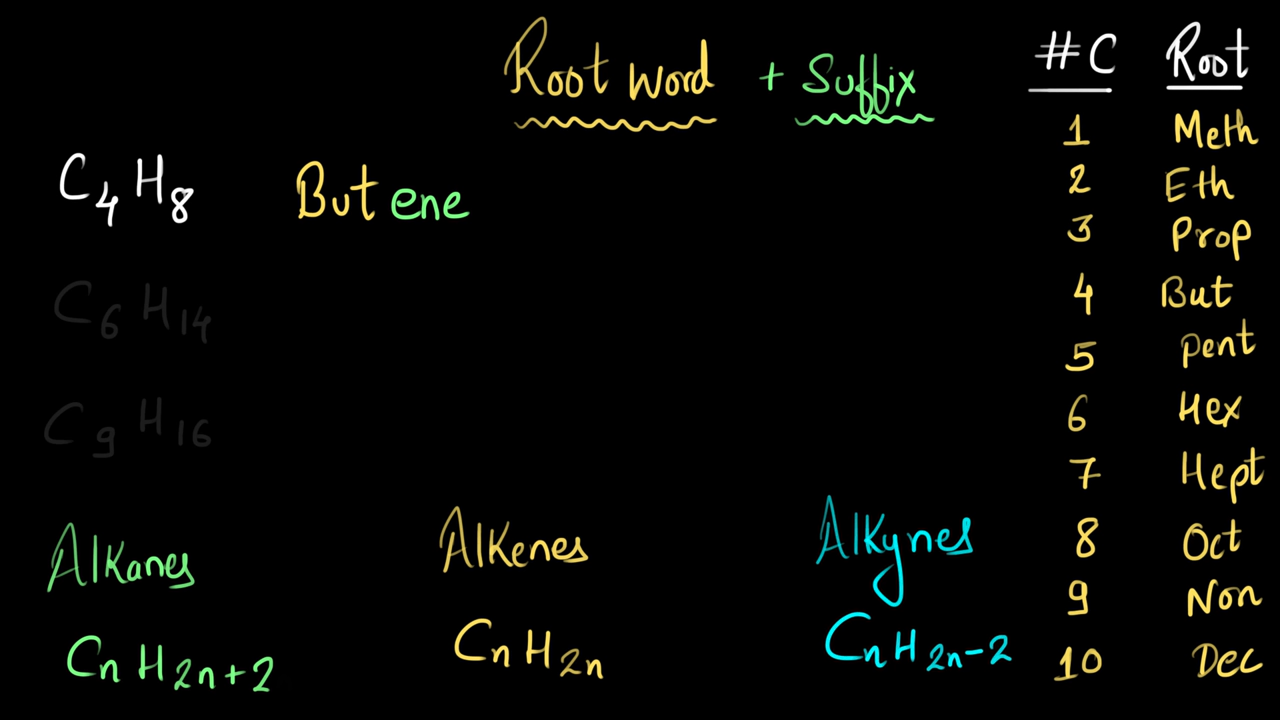 Root word + Suffix
#C Root
1 Meth
2 Eth
3 Prop
4 But
5 Pent
6 Hex
7 Hept
8 Oct
9 Non
10 Dec
C4H8 Butene
C6H14
C9H16
Alkanes Alkenes Alkynes
CnH2n+2 CnH2n CnH2n-2